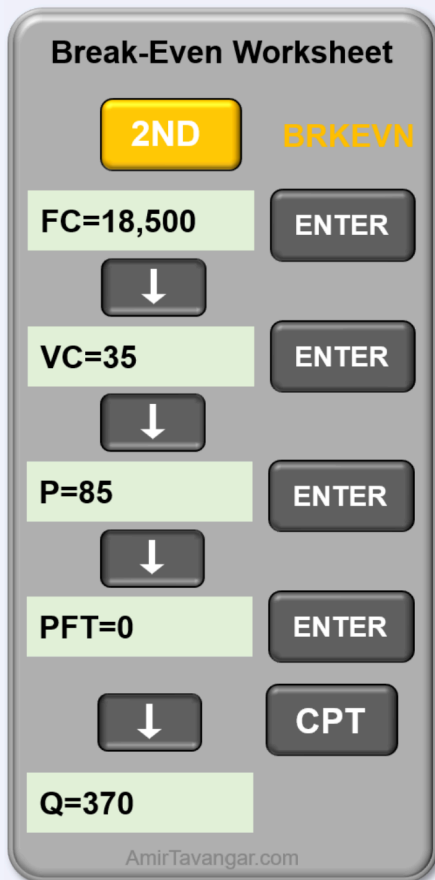 Break-Even Worksheet
2ND BRKEVN
FC=18,500 ENTER
↓
VC=35 ENTER
↓
P=85 ENTER
↓
PFT=0 ENTER
↓ CPT
Q=370
AmirTavangar.com